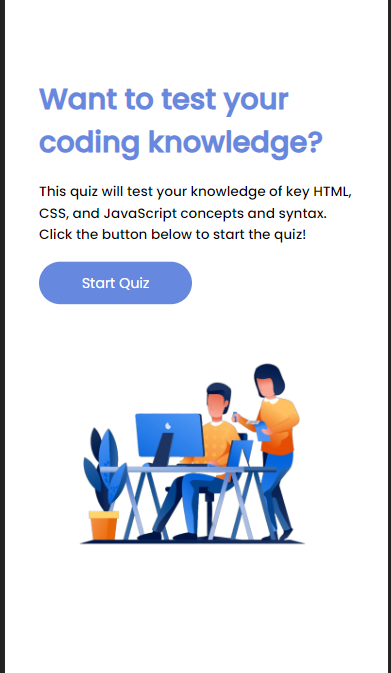 Want to test your
coding knowledge?
This quiz will test your knowledge of key HTML,
CSS, and JavaScript concepts and syntax.
Click the button below to start the quiz!
Start Quiz